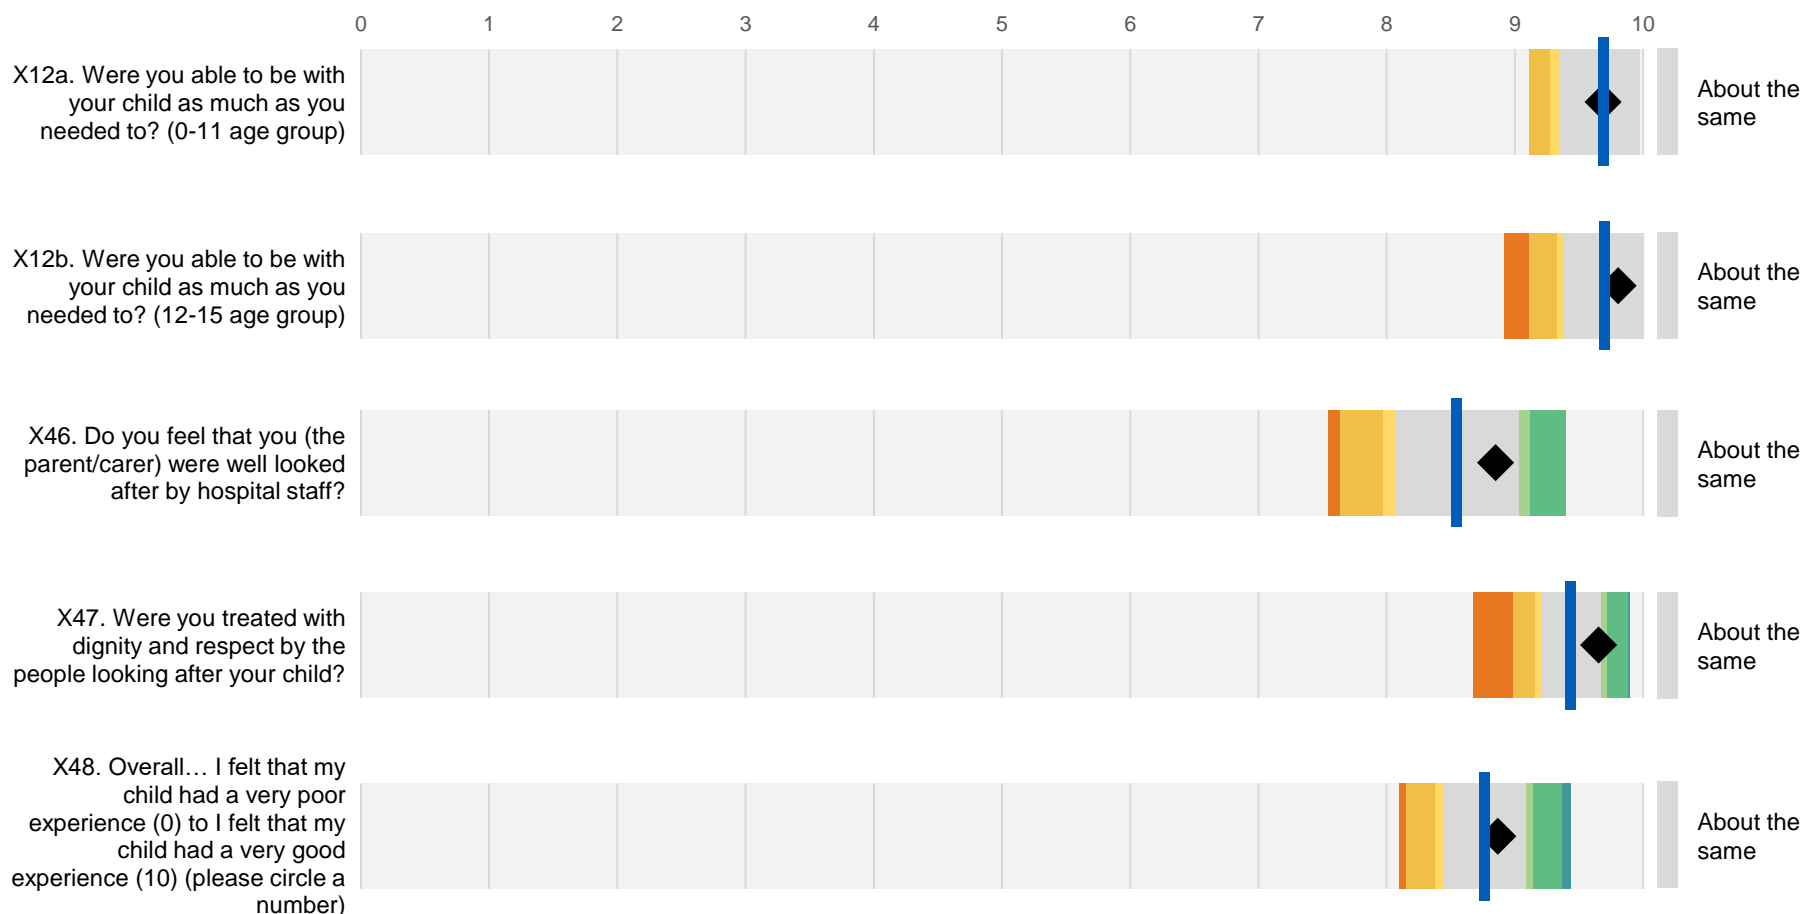 0 1 2 3 4 5 6 7 8 9 10
X12a. Were you able to be with
your child as much as you
needed to? (0-11 age group)
About the
same
X12b. Were you able to be with
your child as much as you
needed to? (12-15 age group)
About the
same
X46. Do you feel that you (the
parent/carer) were well looked
after by hospital staff?
About the
same
X47. Were you treated with
dignity and respect by the
people looking after your child?
About the
same
X48. Overall… I felt that my
child had a very poor
experience (0) to I felt that my
child had a very good
experience (10) (please circle a
number)
About the
same